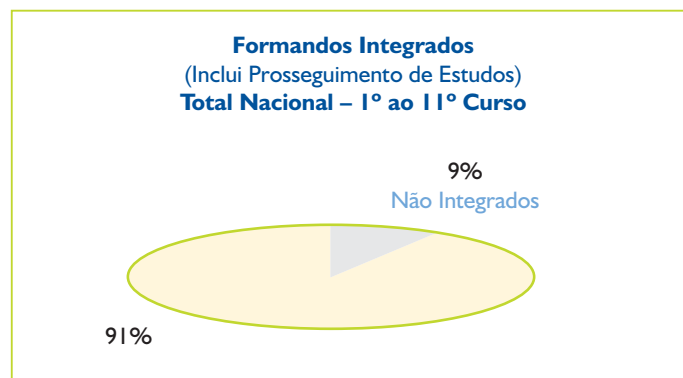 Formandos Integrados
(Inclui Prosseguimento de Estudos)
Total Nacional – 1º ao 11º Curso
9%
Não Integrados
91%